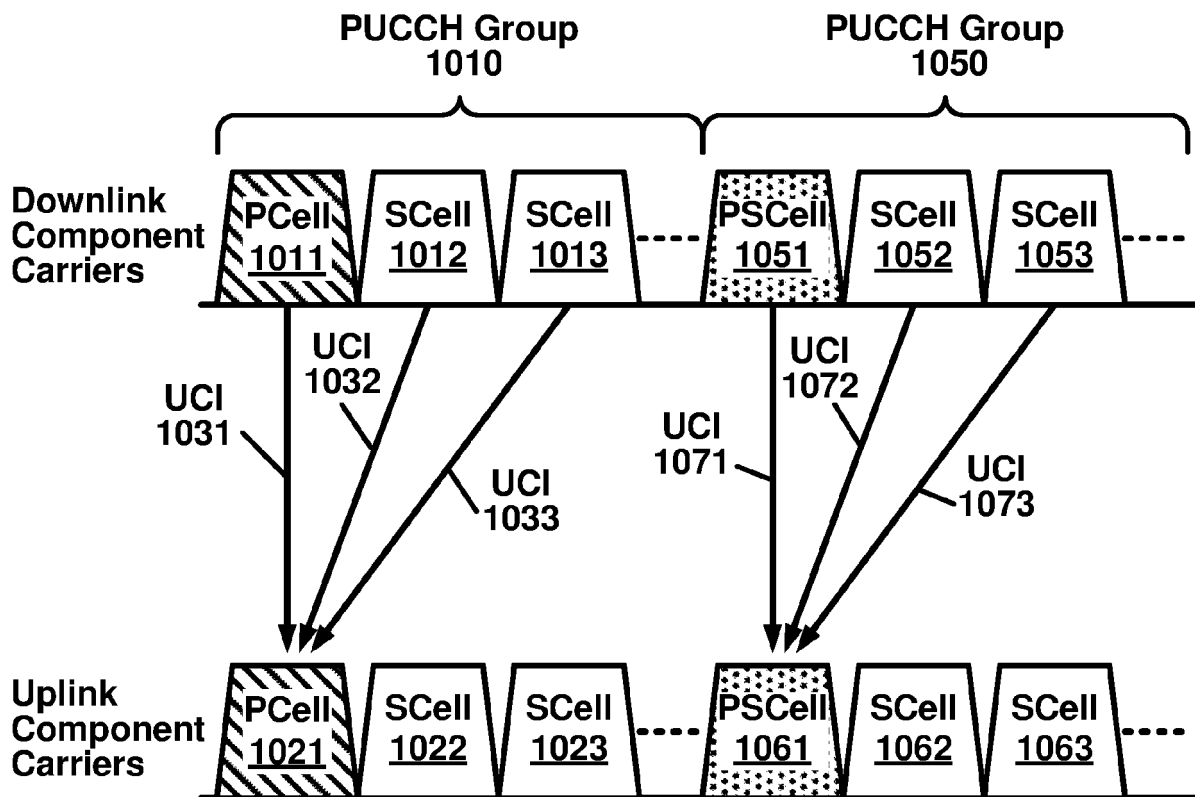 PUCCH Group
1010
PUCCH Group
1050
Downlink
Component
Carriers
PCell
1011
SCell
1012
SCell
1013
PSCell
1051
SCell
1052
SCell
1053
UCI
1031
UCI
1032
UCI
1033
UCI
1071
UCI
1072
UCI
1073
Uplink
Component
Carriers
PCell
1021
SCell
1022
SCell
1023
PSCell
1061
SCell
1062
SCell
1063